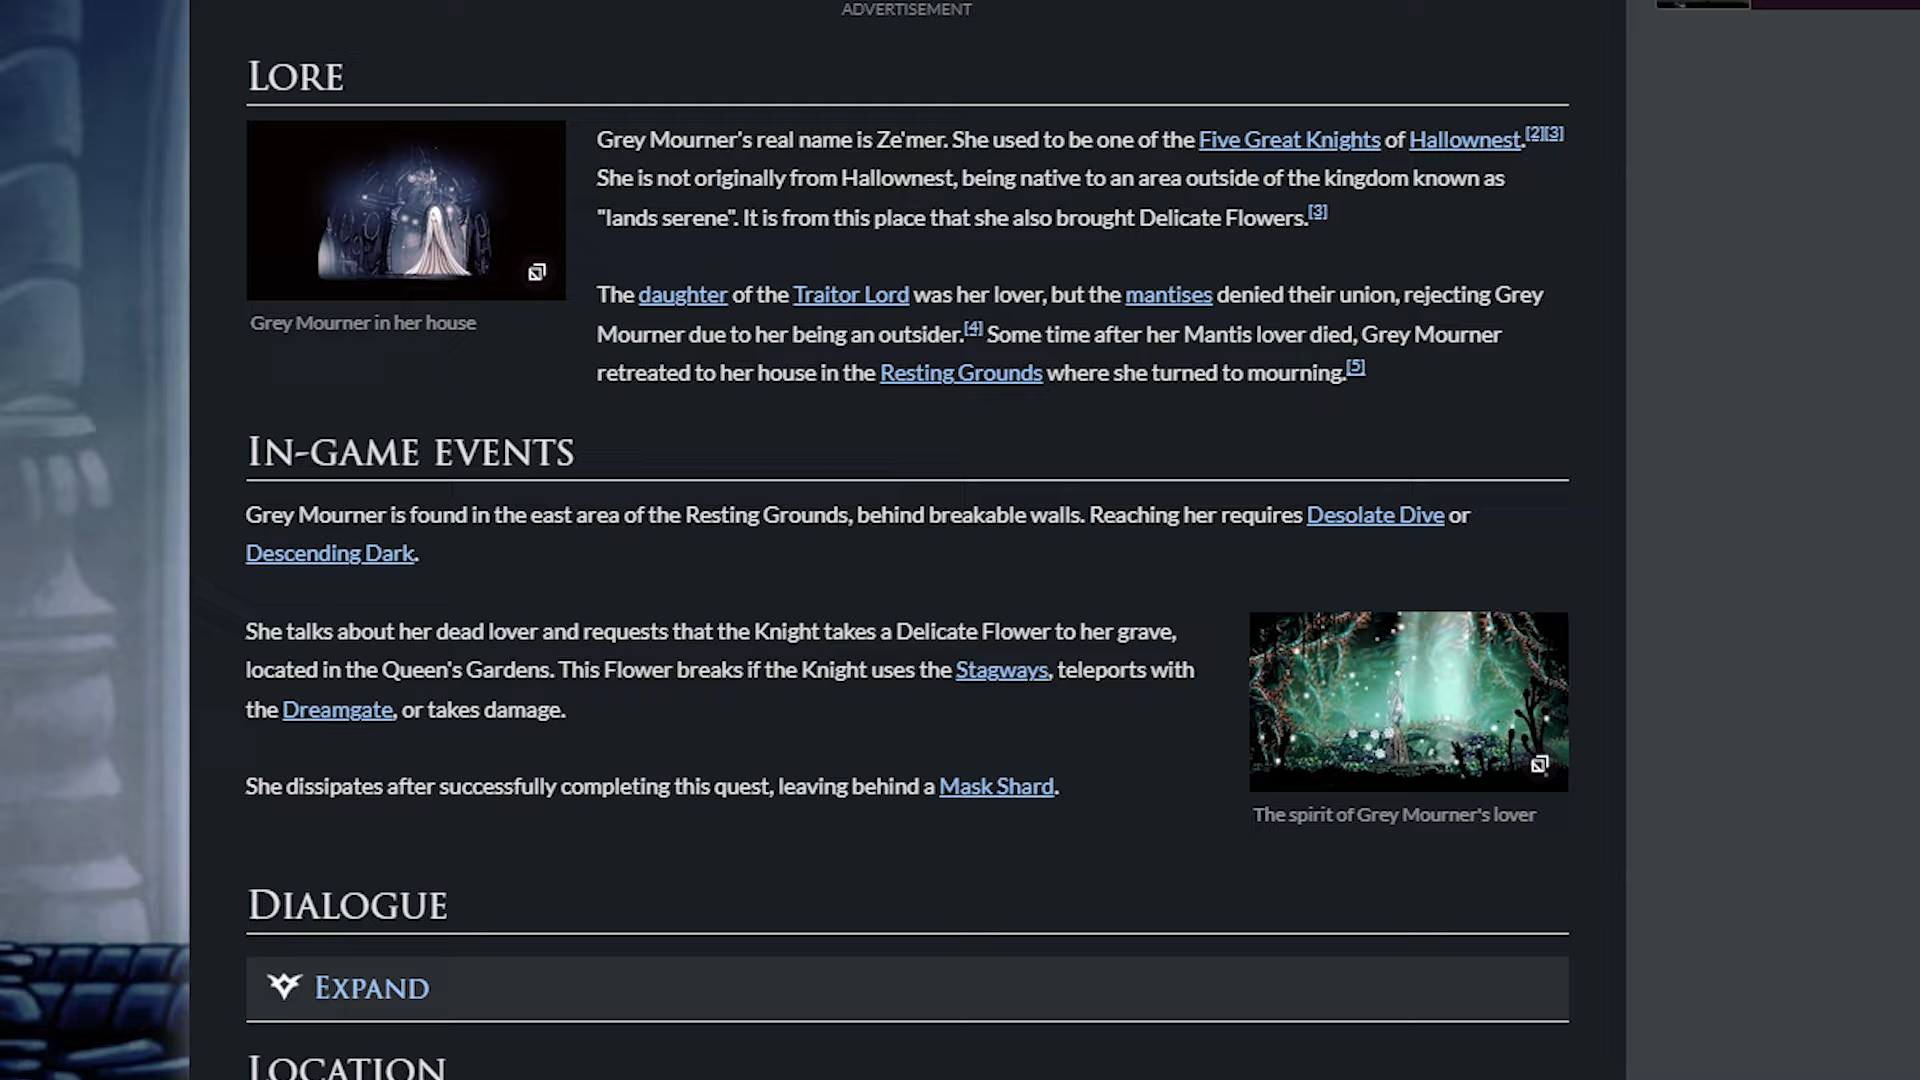 ADVERTISEMENT
LORE
Grey Mourner's real name is Ze'mer. She used to be one of the Five Great Knights of Hallownest.[2][3]
She is not originally from Hallownest, being native to an area outside of the kingdom known as
"lands serene". It is from this place that she also brought Delicate Flowers.[3]
Grey Mourner in her house
The daughter of the Traitor Lord was her lover, but the mantises denied their union, rejecting Grey
Mourner due to her being an outsider.[4] Some time after her Mantis lover died, Grey Mourner
retreated to her house in the Resting Grounds where she turned to mourning.[5]
IN-GAME EVENTS
Grey Mourner is found in the east area of the Resting Grounds, behind breakable walls. Reaching her requires Desolate Dive or
Descending Dark.
She talks about her dead lover and requests that the Knight takes a Delicate Flower to her grave,
located in the Queen's Gardens. This Flower breaks if the Knight uses the Stagways, teleports with
the Dreamgate, or takes damage.
She dissipates after successfully completing this quest, leaving behind a Mask Shard.
The spirit of Grey Mourner's lover
DIALOGUE
EXPAND
LOCATION